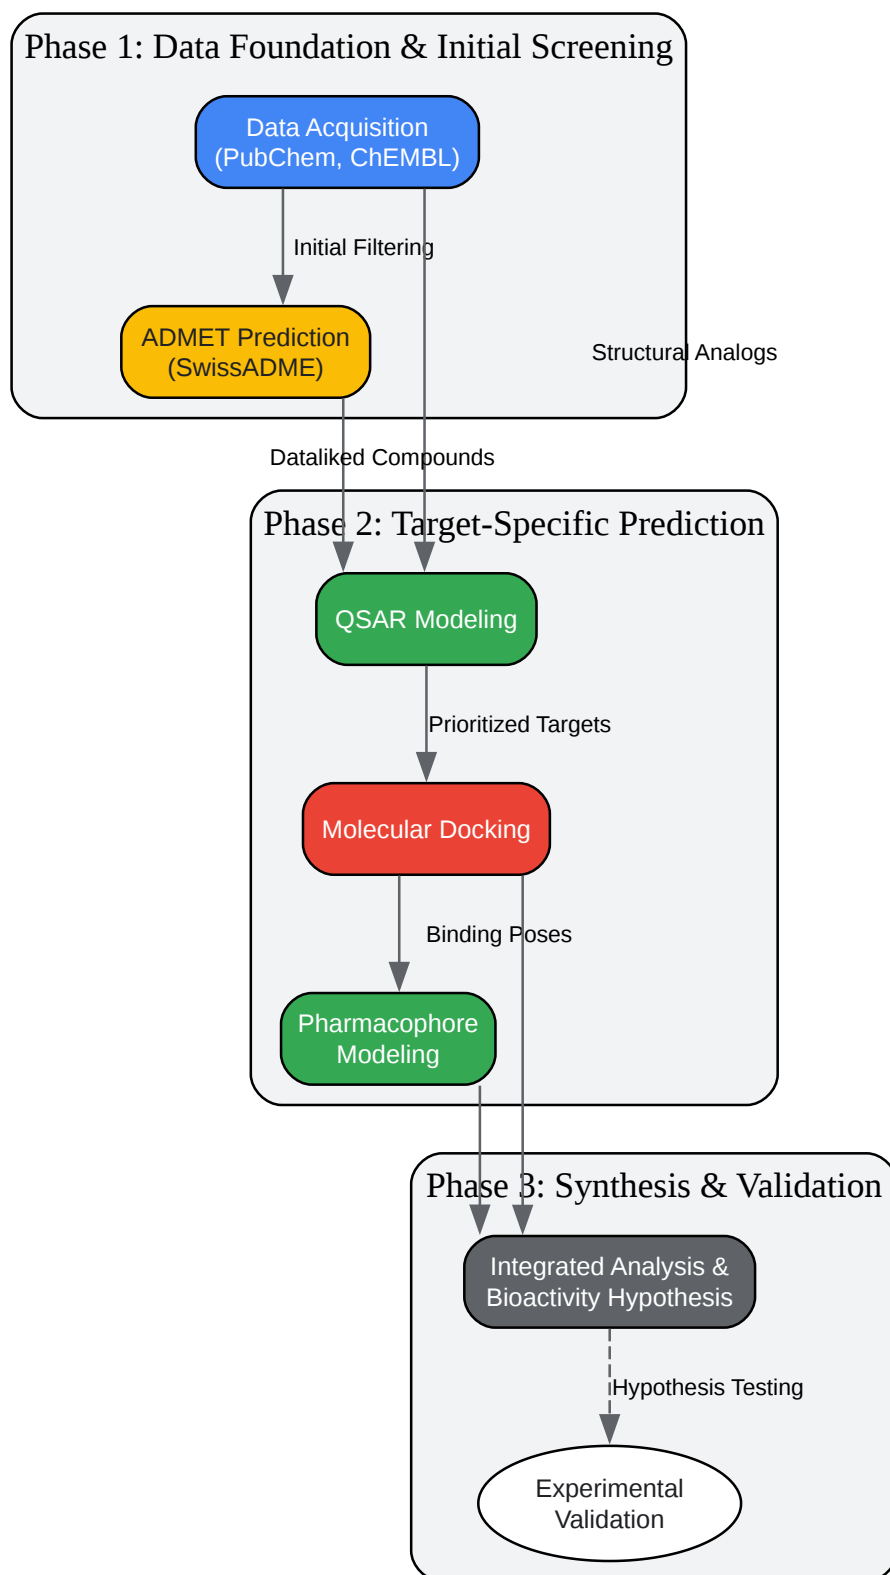 Phase 1: Data Foundation & Initial Screening
Data Acquisition
(PubChem, ChEMBL)
Initial Filtering
ADMET Prediction
(SwissADME)
Structural Analogs
Dataliked Compounds
Phase 2: Target-Specific Prediction
QSAR Modeling
Prioritized Targets
Molecular Docking
Binding Poses
Pharmacophore
Modeling
Phase 3: Synthesis & Validation
Integrated Analysis &
Bioactivity Hypothesis
Hypothesis Testing
Experimental
Validation